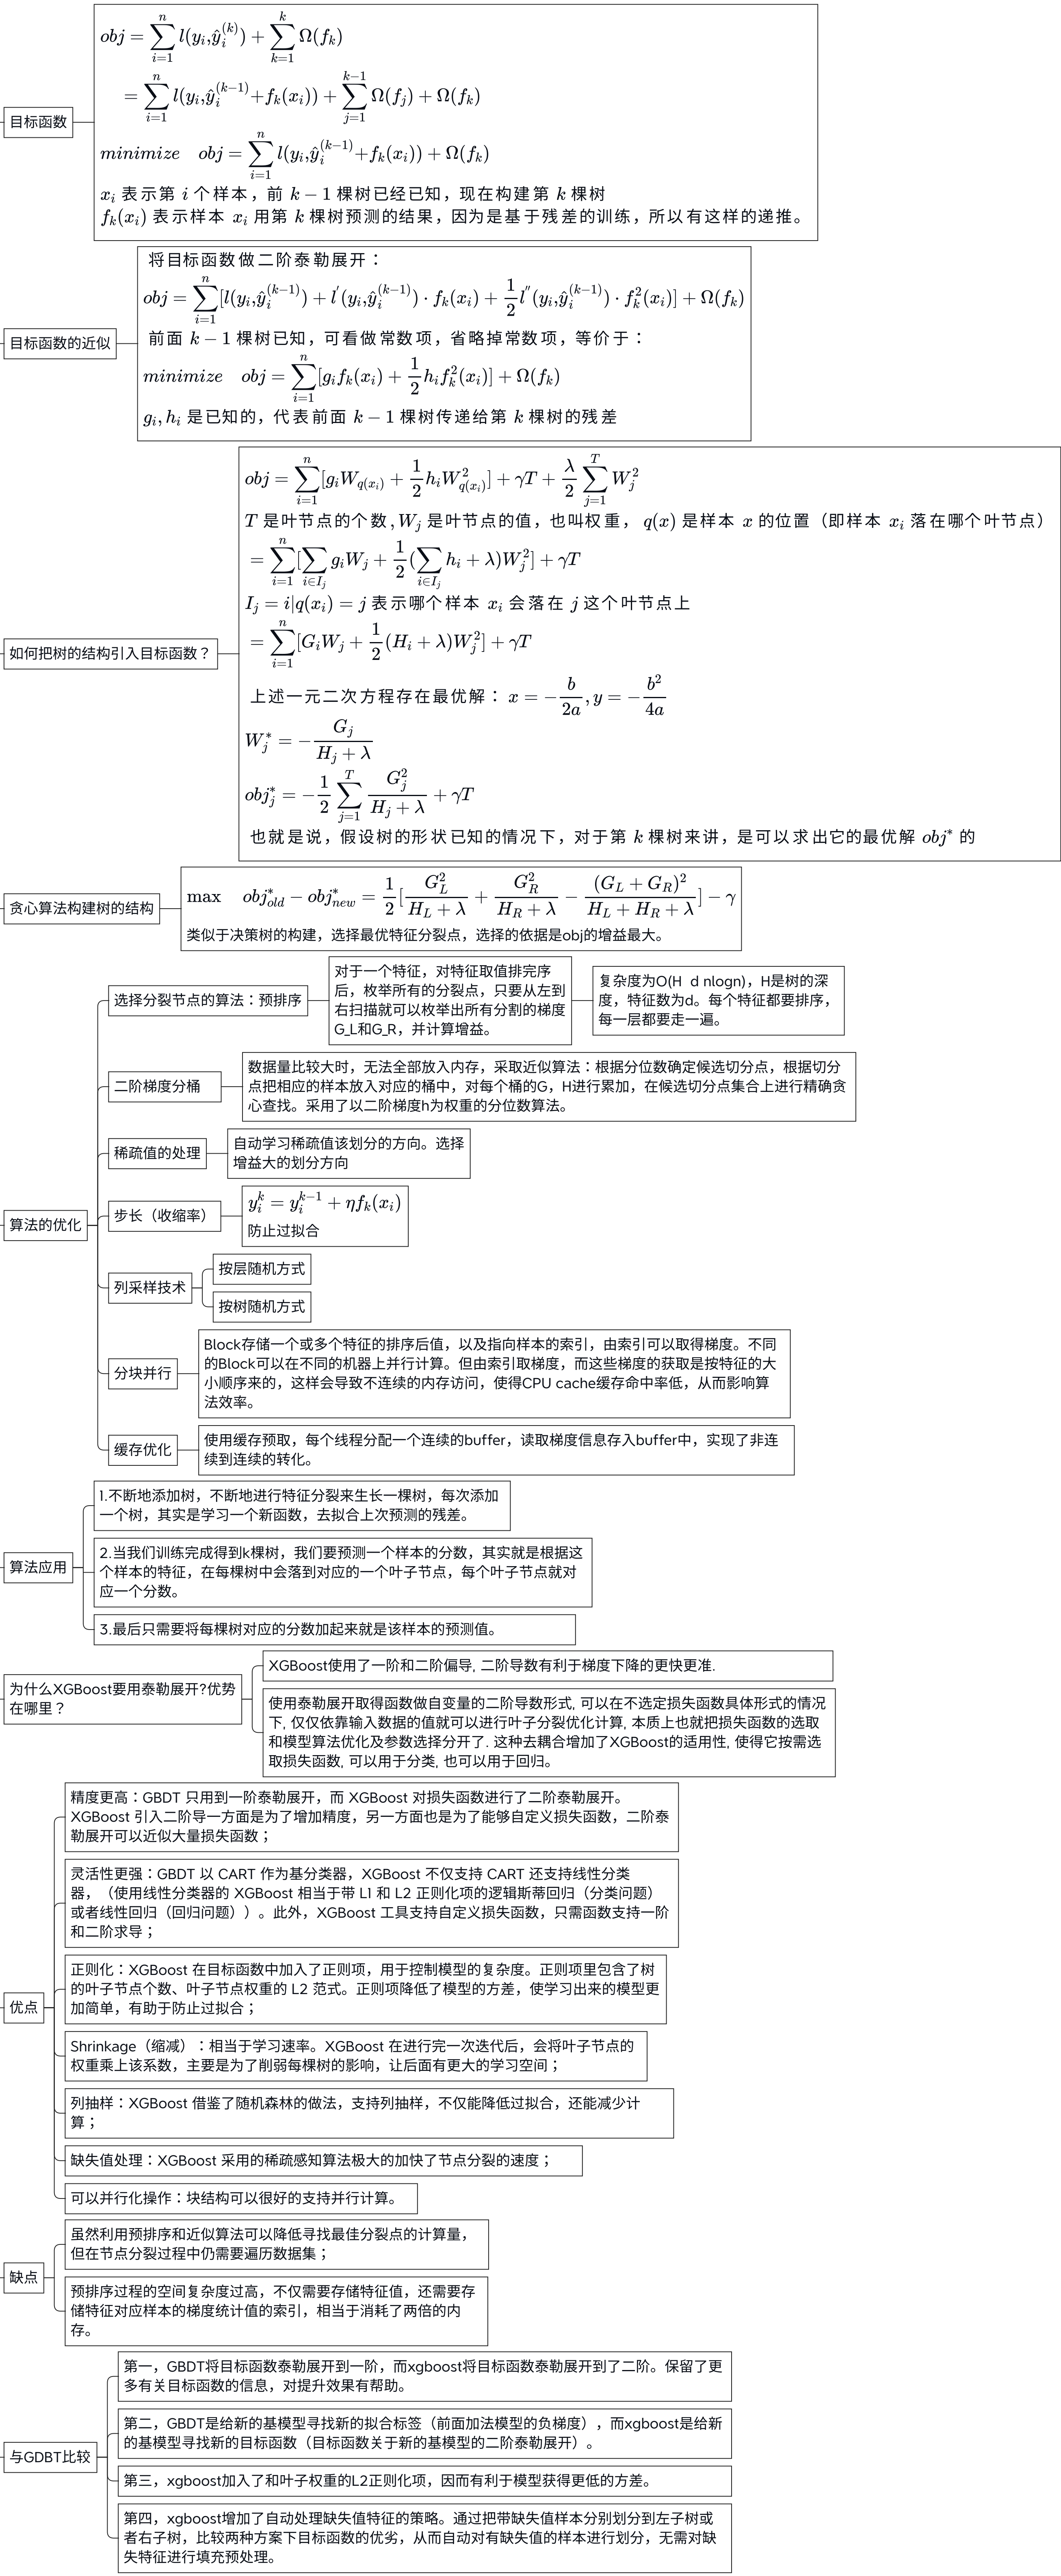 目标函数
obj = \sum_{i=1}^{n} l(y_i,\hat{y}_i^{(k)}) + \sum_{k=1}^{k} Ω(f_k)
= \sum_{i=1}^{n} l(y_i,\hat{y}_i^{(k-1)}+f_k(x_i)) + \sum_{j=1}^{k-1} Ω(f_j) + Ω(f_k)
minimize obj = \sum_{i=1}^{n} l(y_i,\hat{y}_i^{(k-1)}+f_k(x_i)) + Ω(f_k)
x_i 表示第 i 个样本，前 k − 1 棵树已经已知，现在构建第 k 棵树
f_k(x_i) 表示样本 x_i 用第 k 棵树预测的结果，因为是基于残差的训练，所以有这样的递推。
目标函数的近似
将目标函数做二阶泰勒展开：
obj = \sum_{i=1}^{n} [l(y_i,\hat{y}_i^{(k-1)}) + l^{'}(y_i,\hat{y}_i^{(k-1)}) · f_k(x_i) + \frac{1}{2} l^{''}(y_i,\hat{y}_i^{(k-1)}) · f_k^2(x_i)] + Ω(f_k)
前面 k − 1 棵树已知，可看做常数项，省略掉常数项，等价于：
minimize obj = \sum_{i=1}^{n} [g_i f_k(x_i) + \frac{1}{2} h_i f_k^2(x_i)] + Ω(f_k)
g_i, h_i 是已知的，代表前面 k − 1 棵树传递给第 k 棵树的残差
如何把树的结构引入目标函数？
obj = \sum_{i=1}^{n} [g_i W_{q(x_i)} + \frac{1}{2} h_i W_{q(x_i)}^2] + γT + \frac{λ}{2} \sum_{j=1}^{T} W_j^2
T 是叶节点的个数, W_j 是叶节点的值，也叫权重， q(x) 是样本 x 的位置（即样本 x_i 落在哪个叶节点）
= \sum_{i=1}^{n} [\sum_{i∈I_j} g_i W_j + \frac{1}{2} (\sum_{i∈I_j} h_i + λ) W_j^2] + γT
I_j = i|q(x_i) = j 表示哪个样本 x_i 会落在 j 这个叶节点上
= \sum_{i=1}^{n} [G_i W_j + \frac{1}{2} (H_i + λ) W_j^2] + γT
上述一元二次方程存在最优解： x = −\frac{b}{2a}, y = −\frac{b^2}{4a}
W_j^* = −\frac{G_j}{H_j + λ}
obj_j^* = −\frac{1}{2} \sum_{j=1}^{T} \frac{G_j^2}{H_j + λ} + γT
也就是说，假设树的形状已知的情况下，对于第 k 棵树来讲，是可以求出它的最优解 obj^* 的
贪心算法构建树的结构
max obj_{old}^* − obj_{new}^* = \frac{1}{2} [\frac{G_L^2}{H_L + λ} + \frac{G_R^2}{H_R + λ} − \frac{(G_L + G_R)^2}{H_L + H_R + λ}] − γ
类似于决策树的构建，选择最优特征分裂点，选择的依据是obj的增益最大。
算法的优化
选择分裂节点的算法：预排序
对于一个特征，对特征取值排完序
后，枚举所有的分裂点，只要从左到
右扫描就可以枚举出所有分割的梯度
G_L和G_R，并计算增益。
复杂度为O(H d nlogn)，H是树的深
度，特征数为d。每个特征都要排序，
每一层都要走一遍。
二阶梯度分桶
数据量比较大时，无法全部放入内存，采取近似算法：根据分位数确定候选切分点，根据切分
点把相应的样本放入对应的桶中，对每个桶的G，H进行累加，在候选切分点集合上进行精确贪
心查找。采用了以二阶梯度h为权重的分位数算法。
稀疏值的处理
自动学习稀疏值该划分的方向。选择
增益大的划分方向
步长（收缩率）
y_i^k = y_i^{k-1} + ηf_k(x_i)
防止过拟合
列采样技术
按层随机方式
按树随机方式
分块并行
Block存储一个或多个特征的排序后值，以及指向样本的索引，由索引可以取得梯度。不同
的Block可以在不同的机器上并行计算。但由索引取梯度，而这些梯度的获取是按特征的大
小顺序来的，这样会导致不连续的内存访问，使得CPU cache缓存命中率低，从而影响算
法效率。
缓存优化
使用缓存预取，每个线程分配一个连续的buffer，读取梯度信息存入buffer中，实现了非连
续到连续的转化。
算法应用
1.不断地添加树，不断地进行特征分裂来生长一棵树，每次添加
一个树，其实是学习一个新函数，去拟合上次预测的残差。
2.当我们训练完成得到k棵树，我们要预测一个样本的分数，其实就是根据这
个样本的特征，在每棵树中会落到对应的一个叶子节点，每个叶子节点就对
应一个分数。
3.最后只需要将每棵树对应的分数加起来就是该样本的预测值。
为什么XGBoost要用泰勒展开?优势
在哪里？
XGBoost使用了一阶和二阶偏导, 二阶导数有利于梯度下降的更快更准.
使用泰勒展开取得函数做自变量的二阶导数形式, 可以在不选定损失函数具体形式的情况
下, 仅仅依靠输入数据的值就可以进行叶子分裂优化计算, 本质上也就把损失函数的选取
和模型算法优化及参数选择分开了. 这种去耦合增加了XGBoost的适用性, 使得它按需选
取损失函数, 可以用于分类, 也可以用于回归。
优点
精度更高：GBDT 只用到一阶泰勒展开，而 XGBoost 对损失函数进行了二阶泰勒展开。
XGBoost 引入二阶导一方面是为了增加精度，另一方面也是为了能够自定义损失函数，二阶泰
勒展开可以近似大量损失函数；
灵活性更强：GBDT 以 CART 作为基分类器，XGBoost 不仅支持 CART 还支持线性分类
器，（使用线性分类器的 XGBoost 相当于带 L1 和 L2 正则化项的逻辑斯蒂回归（分类问题）
或者线性回归（回归问题））。此外，XGBoost 工具支持自定义损失函数，只需函数支持一阶
和二阶求导；
正则化：XGBoost 在目标函数中加入了正则项，用于控制模型的复杂度。正则项里包含了树
的叶子节点个数、叶子节点权重的 L2 范式。正则项降低了模型的方差，使学习出来的模型更
加简单，有助于防止过拟合；
Shrinkage（缩减）：相当于学习速率。XGBoost 在进行完一次迭代后，会将叶子节点的
权重乘上该系数，主要是为了削弱每棵树的影响，让后面有更大的学习空间；
列抽样：XGBoost 借鉴了随机森林的做法，支持列抽样，不仅能降低过拟合，还能减少计
算；
缺失值处理：XGBoost 采用的稀疏感知算法极大的加快了节点分裂的速度；
可以并行化操作：块结构可以很好的支持并行计算。
缺点
虽然利用预排序和近似算法可以降低寻找最佳分裂点的计算量，
但在节点分裂过程中仍需要遍历数据集；
预排序过程的空间复杂度过高，不仅需要存储特征值，还需要存
储特征对应样本的梯度统计值的索引，相当于消耗了两倍的内
存。
与GDBT比较
第一，GBDT将目标函数泰勒展开到一阶，而xgboost将目标函数泰勒展开到了二阶。保留了更
多有关目标函数的信息，对提升效果有帮助。
第二，GBDT是给新的基模型寻找新的拟合标签（前面加法模型的负梯度），而xgboost是给新
的基模型寻找新的目标函数（目标函数关于新的基模型的二阶泰勒展开）。
第三，xgboost加入了和叶子权重的L2正则化项，因而有利于模型获得更低的方差。
第四，xgboost增加了自动处理缺失值特征的策略。通过把带缺失值样本分别划分到左子树或
者右子树，比较两种方案下目标函数的优劣，从而自动对有缺失值的样本进行划分，无需对缺
失特征进行填充预处理。